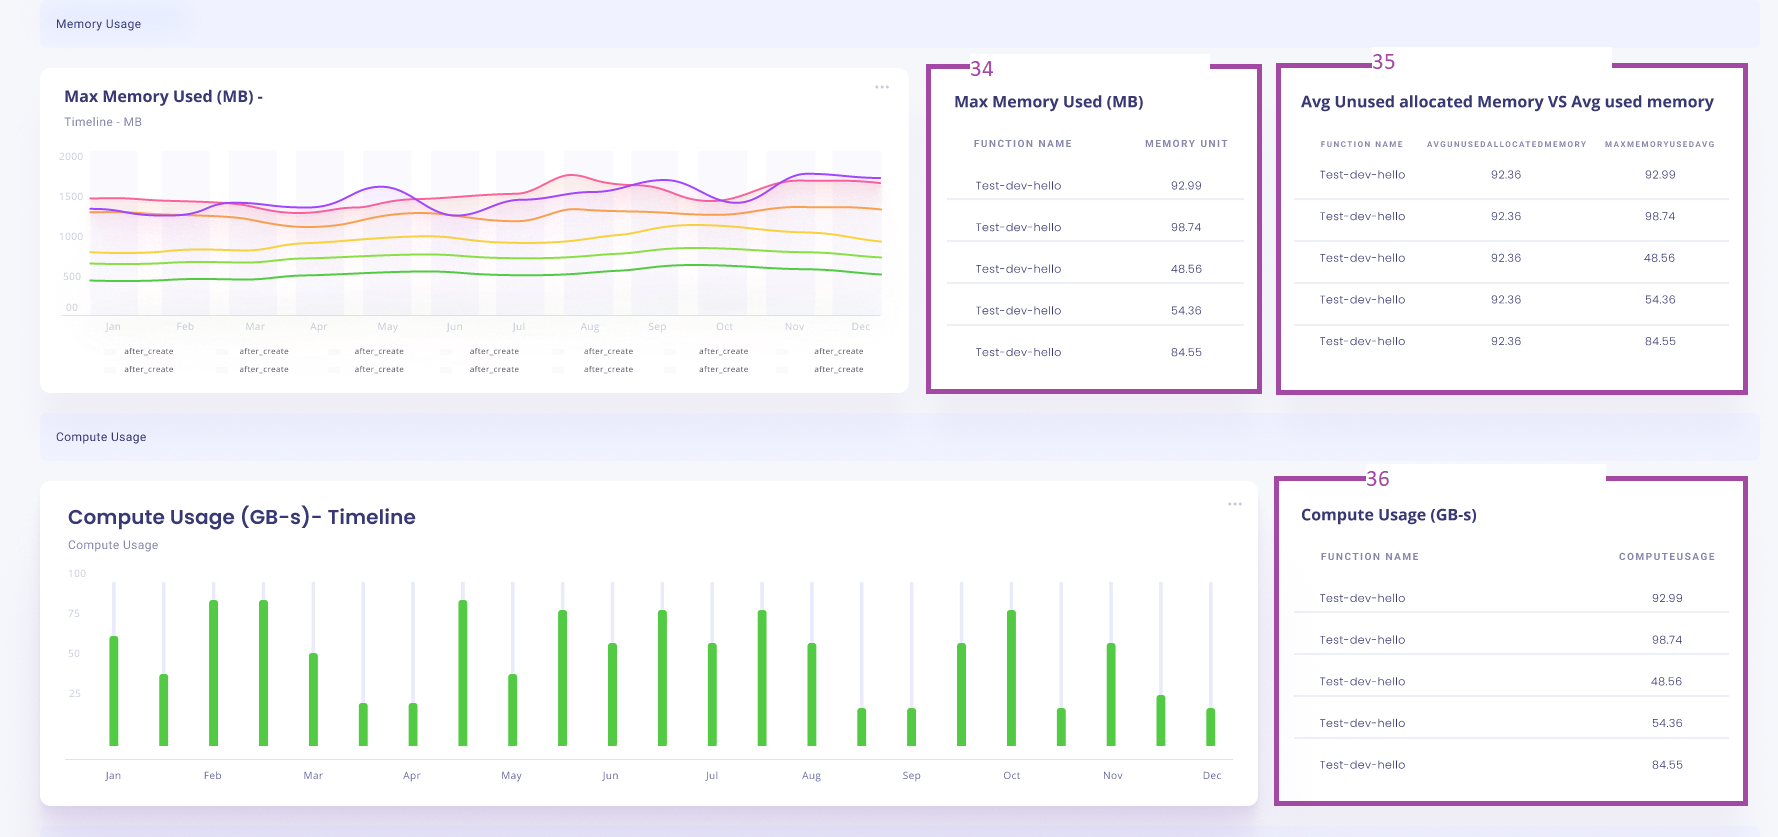 Memory Usage
Max Memory Used (MB) -
Timeline - MB
2000
1500
1000
500
00
Jan Feb Mar Apr May Jun Jul Aug Sep Oct Nov Dec
after_create after_create after_create after_create after_create after_create after_create
after_create after_create after_create after_create after_create after_create after_create
34
Max Memory Used (MB)
FUNCTION NAME MEMORY UNIT
Test-dev-hello 92.99
Test-dev-hello 98.74
Test-dev-hello 48.56
Test-dev-hello 54.36
Test-dev-hello 84.55
35
Avg Unused allocated Memory VS Avg used memory
FUNCTION NAME AVGUNUSEDALLOCATEDMEMORY MAXMEMORYUSEDAVG
Test-dev-hello 92.36 92.99
Test-dev-hello 92.36 98.74
Test-dev-hello 92.36 48.56
Test-dev-hello 92.36 54.36
Test-dev-hello 92.36 84.55
Compute Usage
Compute Usage (GB-s)- Timeline
Compute Usage
100
75
50
25
Jan Feb Mar Apr May Jun Jul Aug Sep Oct Nov Dec
36
Compute Usage (GB-s)
FUNCTION NAME COMPUTEUSAGE
Test-dev-hello 92.99
Test-dev-hello 98.74
Test-dev-hello 48.56
Test-dev-hello 54.36
Test-dev-hello 84.55